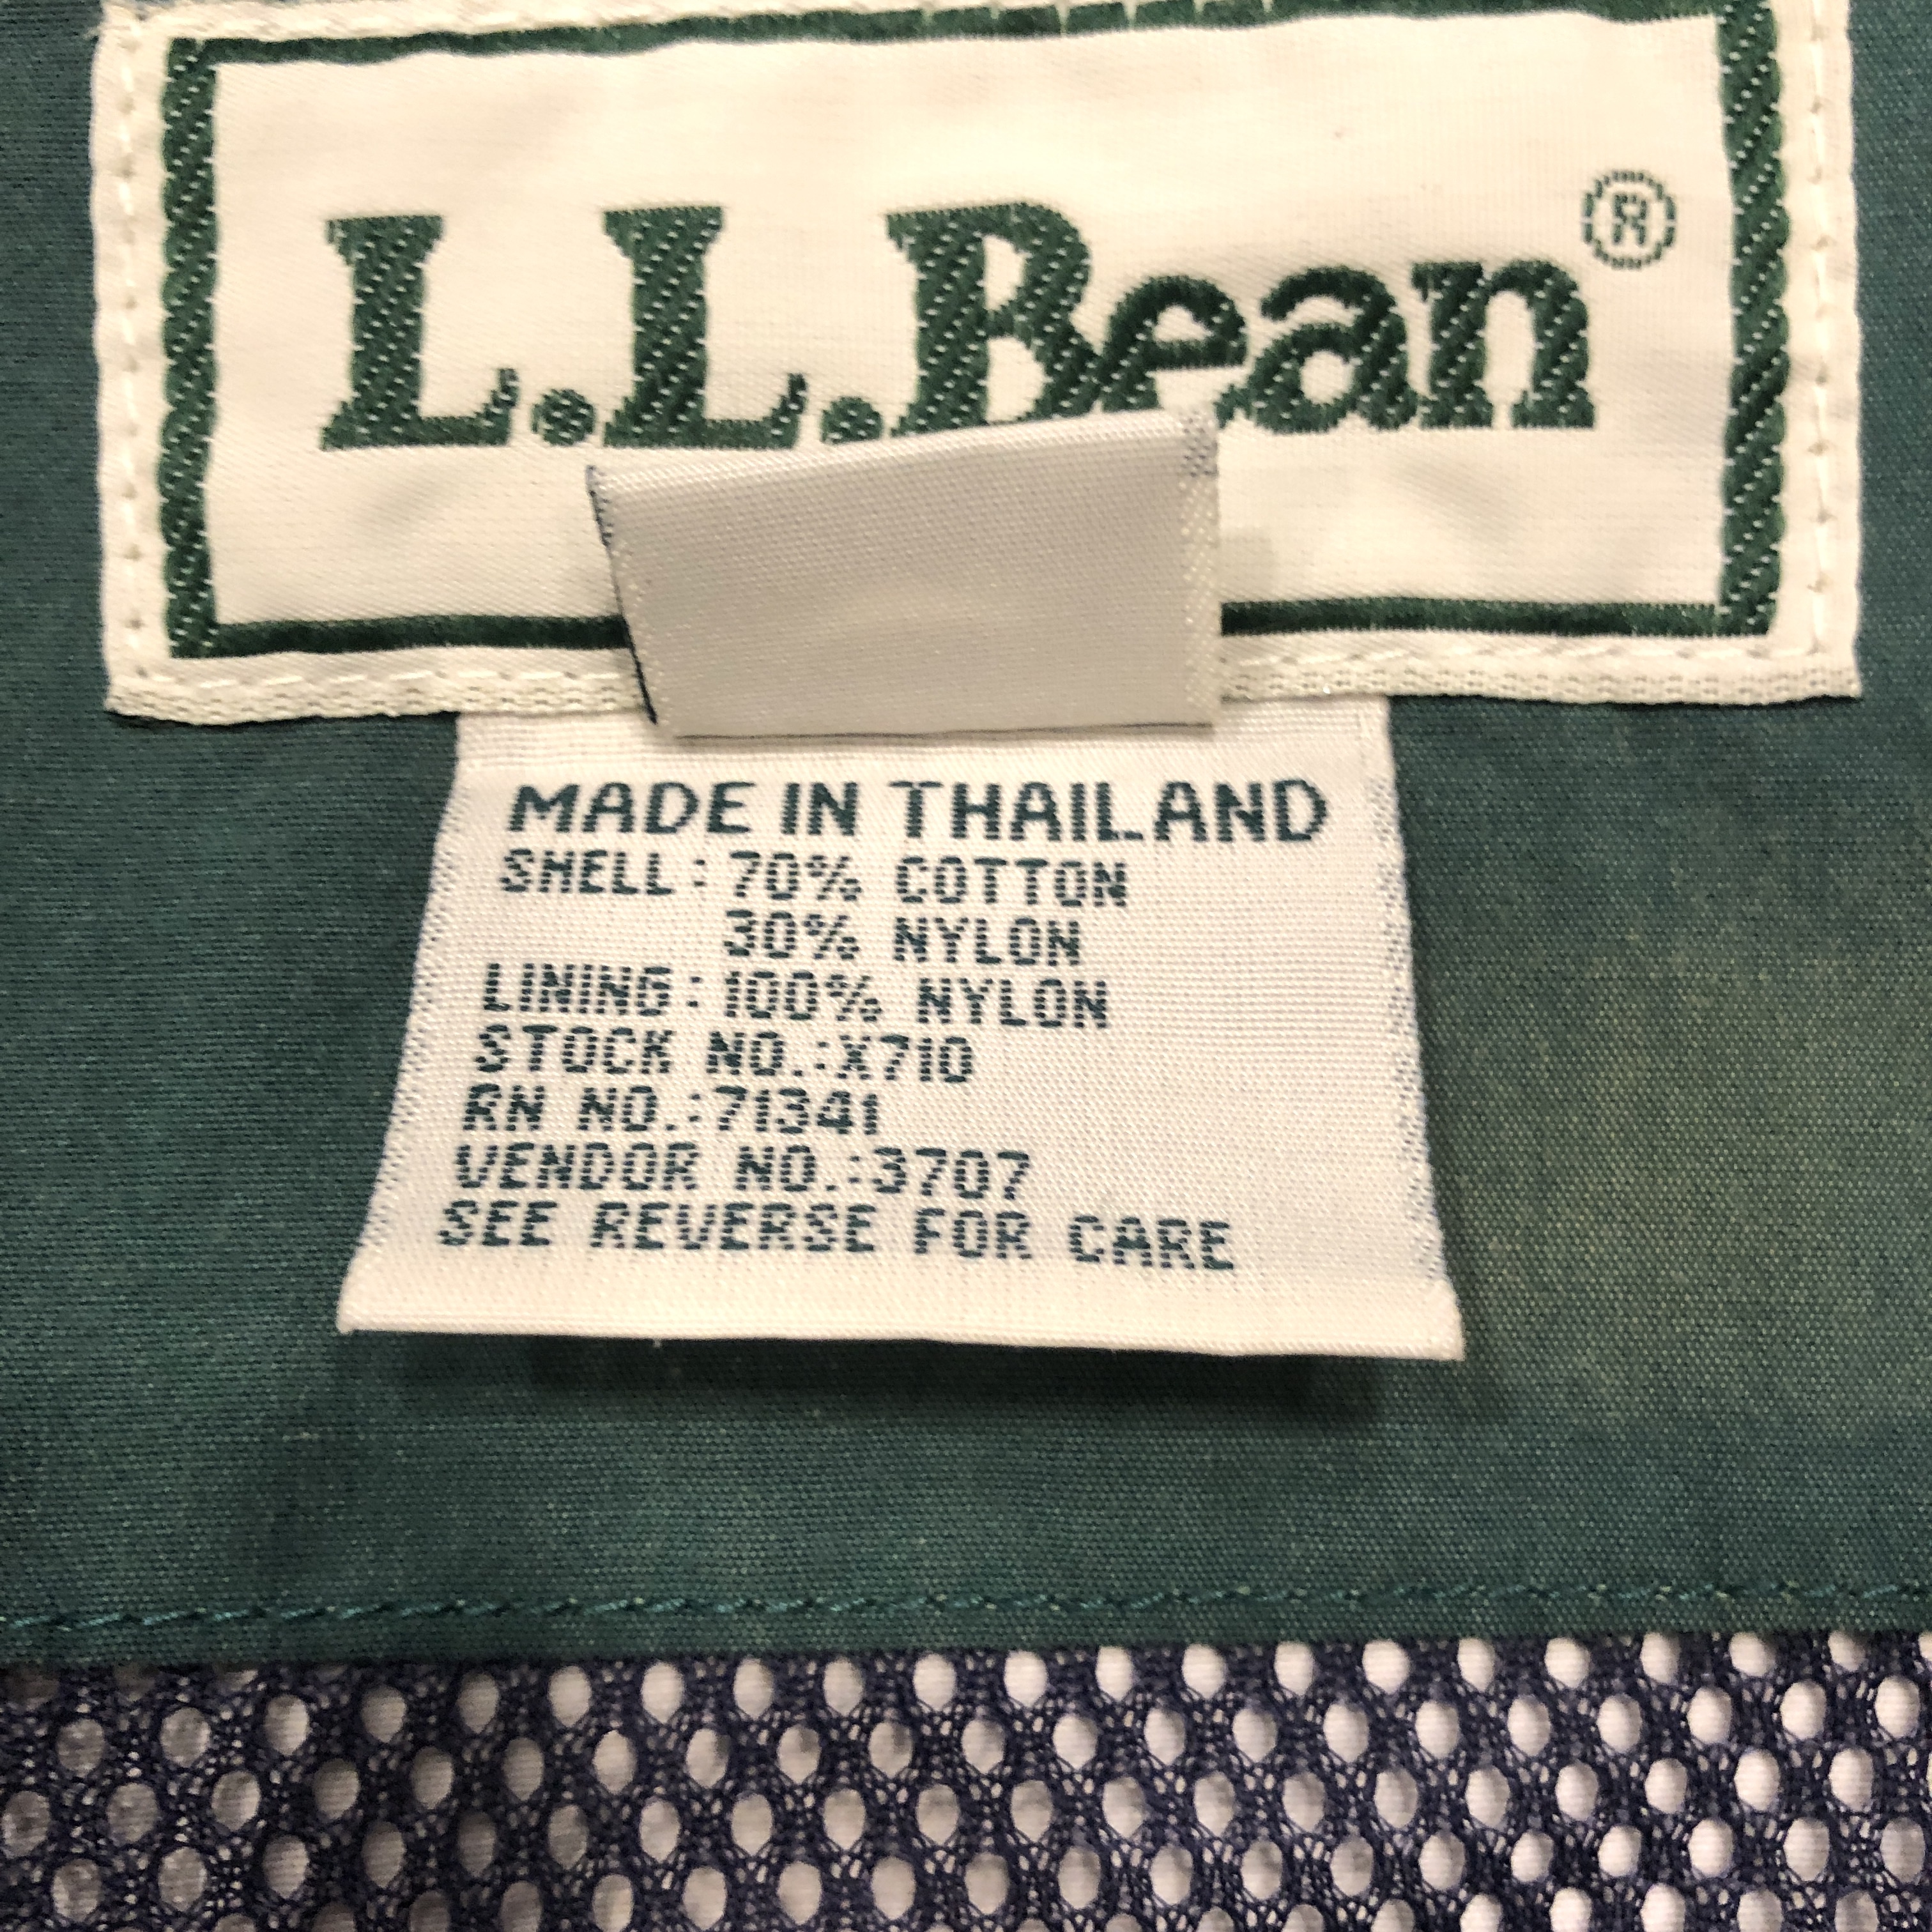 L.L.Bean®
MADE IN THAILAND
SHELL: 70% COTTON
30% NYLON
LINING: 100% NYLON
STOCK NO.:X710
RN NO.:71341
VENDOR NO.:3707
SEE REVERSE FOR CARE